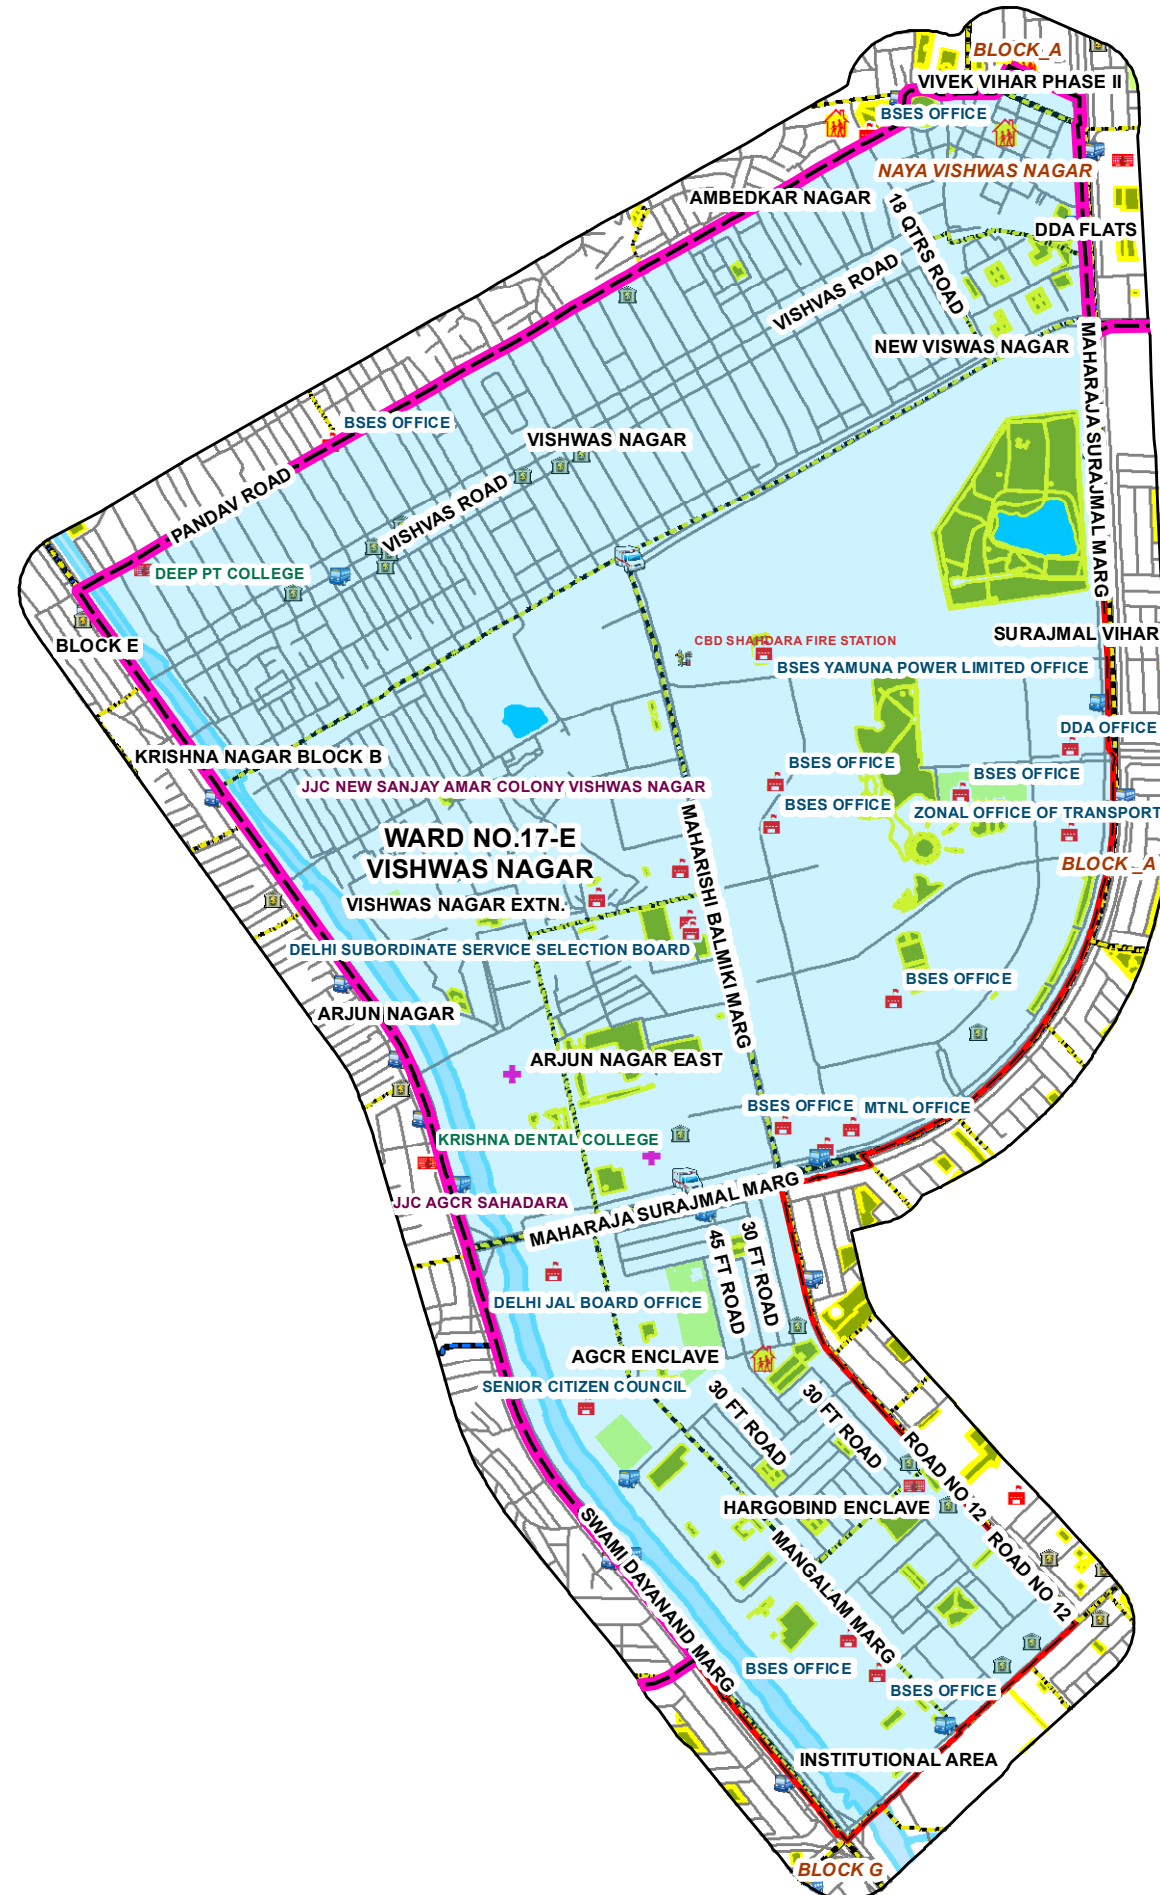 BLOCK_A
VIVEK VIHAR PHASE II
BSES OFFICE
NAYA VISHWAS NAGAR
AMBEDKAR NAGAR
18 QTRS ROAD
DDA FLATS
VISHVAS ROAD
NEW VISWAS NAGAR
MAHARAJA SURAJMAL MARG
BSES OFFICE
VISHWAS NAGAR
PANDAV ROAD
VISHVAS ROAD
DEEP PT COLLEGE
BLOCK E
CBD SHAHDARA FIRE STATION
SURAJMAL VIHAR
BSES YAMUNA POWER LIMITED OFFICE
DDA OFFICE
KRISHNA NAGAR BLOCK B
BSES OFFICE
BSES OFFICE
JJC NEW SANJAY AMAR COLONY VISHWAS NAGAR
BSES OFFICE
ZONAL OFFICE OF TRANSPORT
MAHARISHI BALMIKI MARG
WARD NO.17-E
VISHWAS NAGAR
BLOCK_A
VISHWAS NAGAR EXTN.
DELHI SUBORDINATE SERVICE SELECTION BOARD
BSES OFFICE
ARJUN NAGAR
ARJUN NAGAR EAST
BSES OFFICE
MTNL OFFICE
KRISHNA DENTAL COLLEGE
JJC AGCR SAHADARA
MAHARAJA SURAJMAL MARG
45 FT ROAD
30 FT ROAD
DELHI JAL BOARD OFFICE
AGCR ENCLAVE
SENIOR CITIZEN COUNCIL
30 FT ROAD
30 FT ROAD
ROAD NO 12
HARGOBIND ENCLAVE
ROAD NO 12
SWAMI DAYANAND MARG
MANGALAM MARG
BSES OFFICE
BSES OFFICE
INSTITUTIONAL AREA
BLOCK G